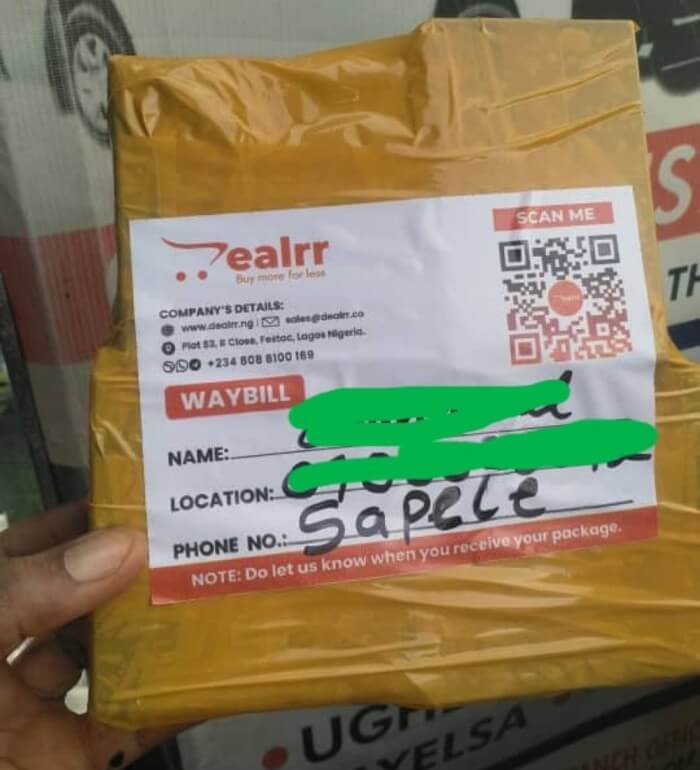 Dealrr
Buy more for less
SCAN ME
COMPANY'S DETAILS:
www.dealrr.ng | sales@dealrr.co
Plot 83, E Close, Festac, Lagos Nigeria.
+234 808 8100 169
WAYBILL
NAME:
LOCATION:
PHONE NO.: Sapele
NOTE: Do let us know when you receive your package.
S
TH
UGH
YELSA